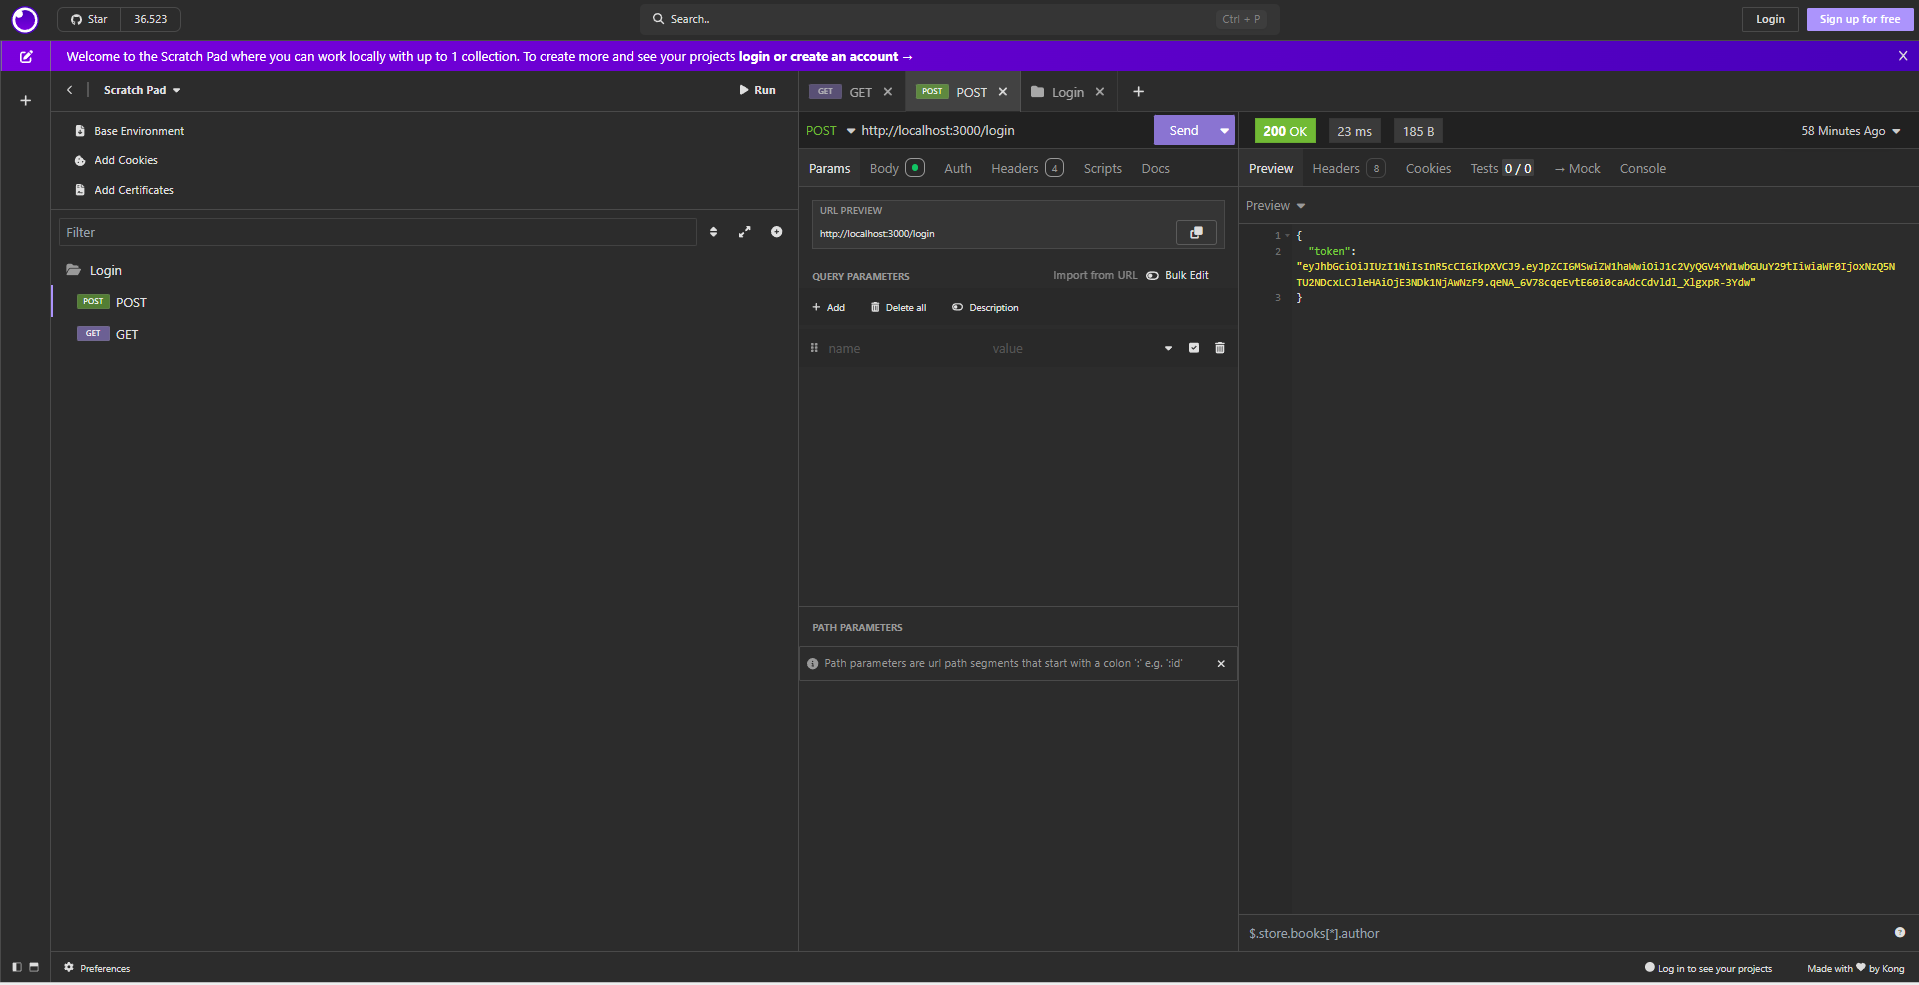 Star 36.523
Search.. Ctrl + P
Login Sign up for free
Welcome to the Scratch Pad where you can work locally with up to 1 collection. To create more and see your projects login or create an account → X
Scratch Pad
Run
Base Environment
Add Cookies
Add Certificates
Filter
Login
POST POST
GET GET
GET GET
POST POST
Login
POST http://localhost:3000/login Send
Params Body Auth Headers 4 Scripts Docs
URL PREVIEW
http://localhost:3000/login
QUERY PARAMETERS Import from URL Bulk Edit
Add Delete all Description
name value
PATH PARAMETERS
Path parameters are url path segments that start with a colon ':' e.g. ':id'
200 OK 23 ms 185 B 58 Minutes Ago
Preview Headers 8 Cookies Tests 0 / 0 → Mock Console
Preview
1 {
2 "token":
"eyJhbGciOiJIUzI1NiIsInR5cCI6IkpXVCJ9.eyJpZCI6MSwiZW1haWwiOiJ1c2VyQGV4YW1wbGUuY29tIiwiaWF0IjoxNzQ5N
TU2NDcxLCJleHAiOjE3NDk1NjAwNzF9.qeNA_6V78cqeEvtE60i0caAdcCdvldl_XlgxpR-3Ydw"
3 }
$.store.books[*].author
Preferences
Log in to see your projects
Made with by Kong